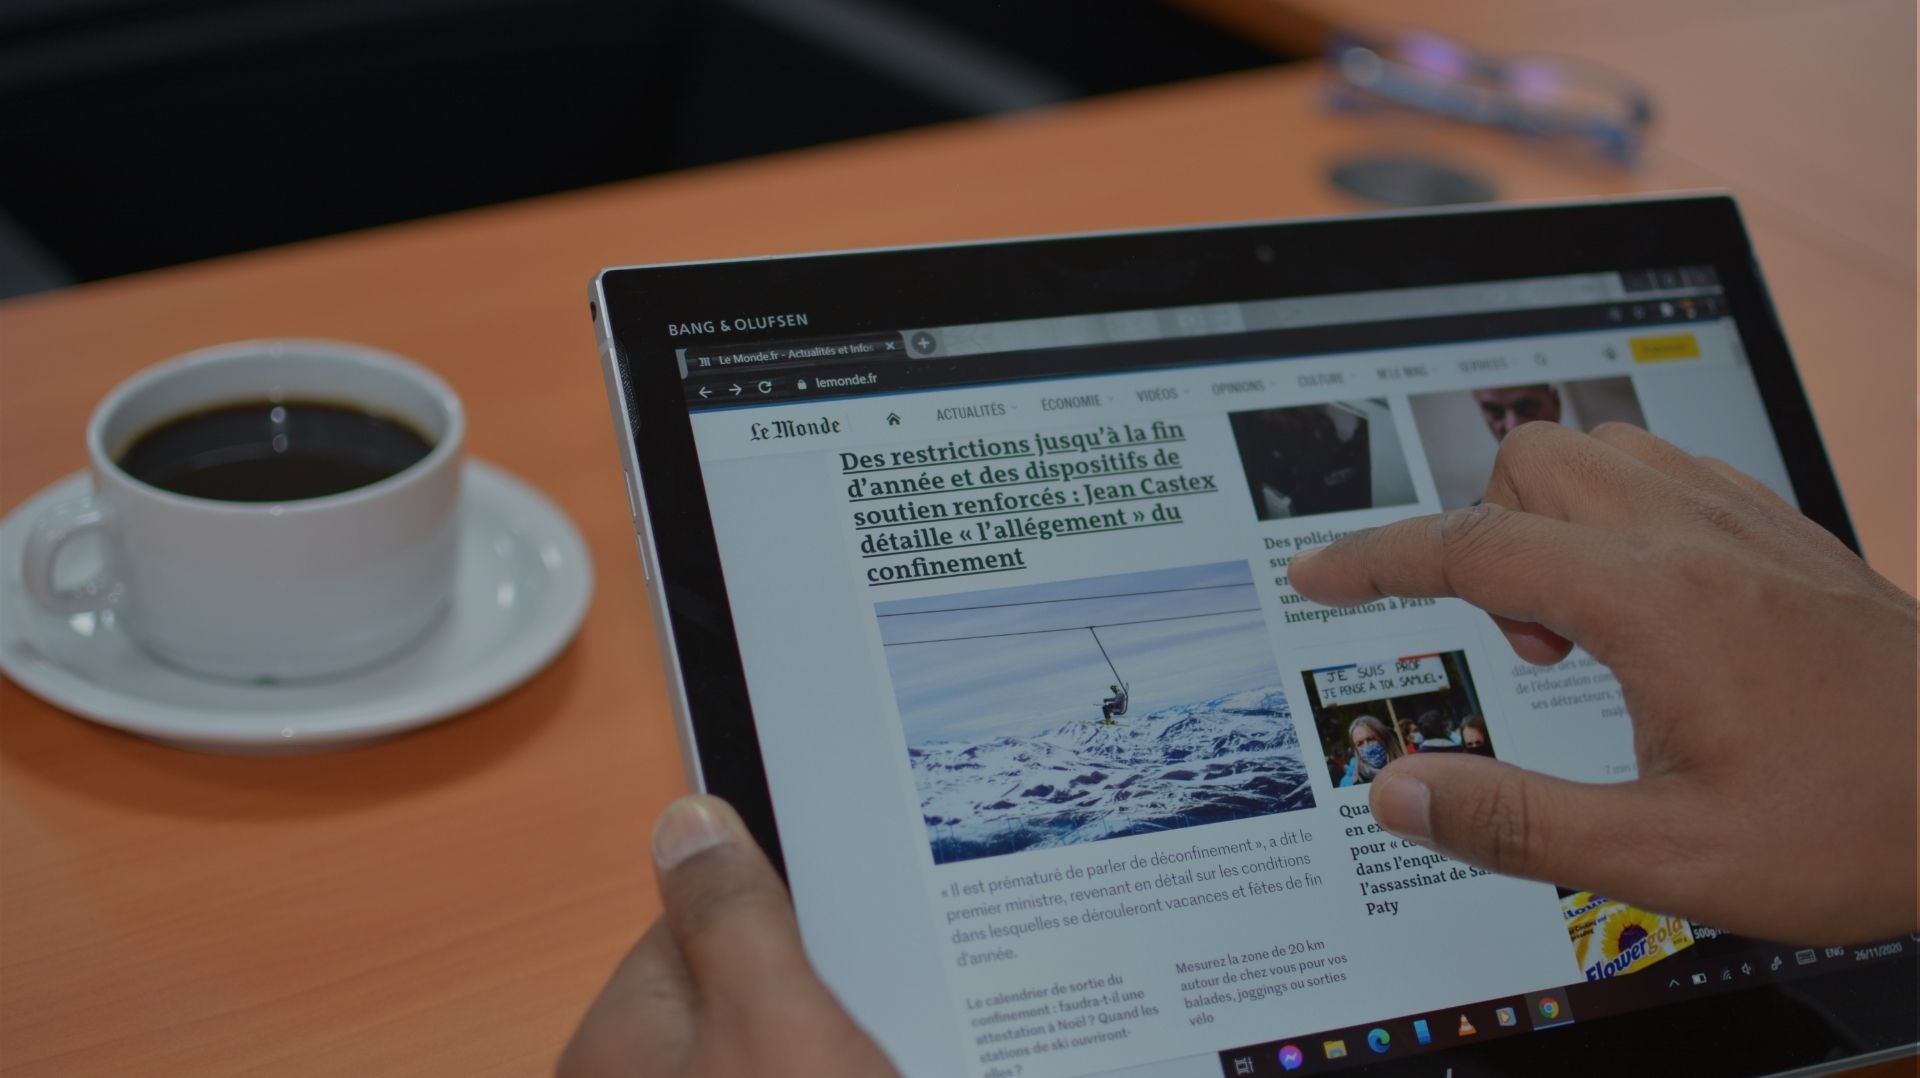 BANG & OLUFSEN
Le Monde.fr - Actualités et Infos
lemonde.fr
Le Monde
ACTUALITÉS
ÉCONOMIE
VIDÉOS
OPINIONS
CULTURE
M LE MAG
SERVICES
Des restrictions jusqu'à la fin
d'année et des dispositifs de
soutien renforcés : Jean Castex
détaille « l'allégement » du
confinement
« Il est prématuré de parler de déconfinement », a dit le
premier ministre, revenant en détail sur les conditions
dans lesquelles se dérouleront vacances et fêtes de fin
d'année.
Le calendrier de sortie du
confinement : faudra-t-il une
attestation à Noël ? Quand les
stations de ski ouvriront-
elles ?
Mesurez la zone de 20 km
autour de chez vous pour vos
balades, joggings ou sorties
vélo
Des
interpellation à Paris
JE SUIS PROF
JE PENSE A TOI, SAMUEL
en
pour «
dans
l'assassinat de
Paty
de l'éducation
ses détracteurs,
7 min
Flowergold
500g
ENG
26/11/2020